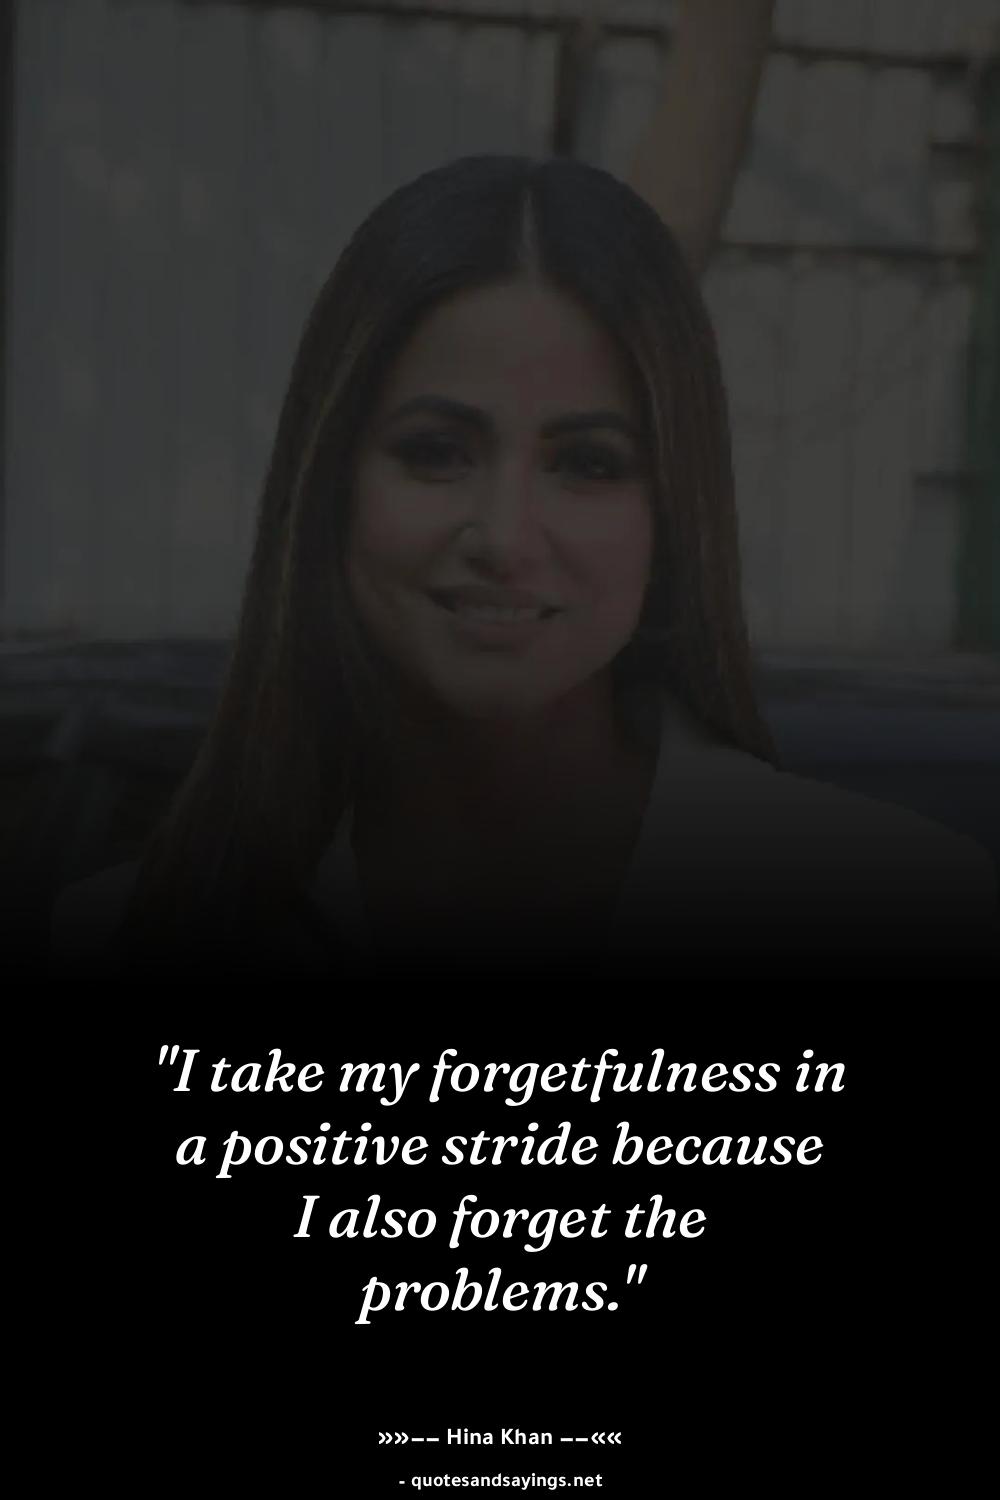 "I take my forgetfulness in
a positive stride because
I also forget the
problems."
»»–– Hina Khan ––««
- quotesandsayings.net